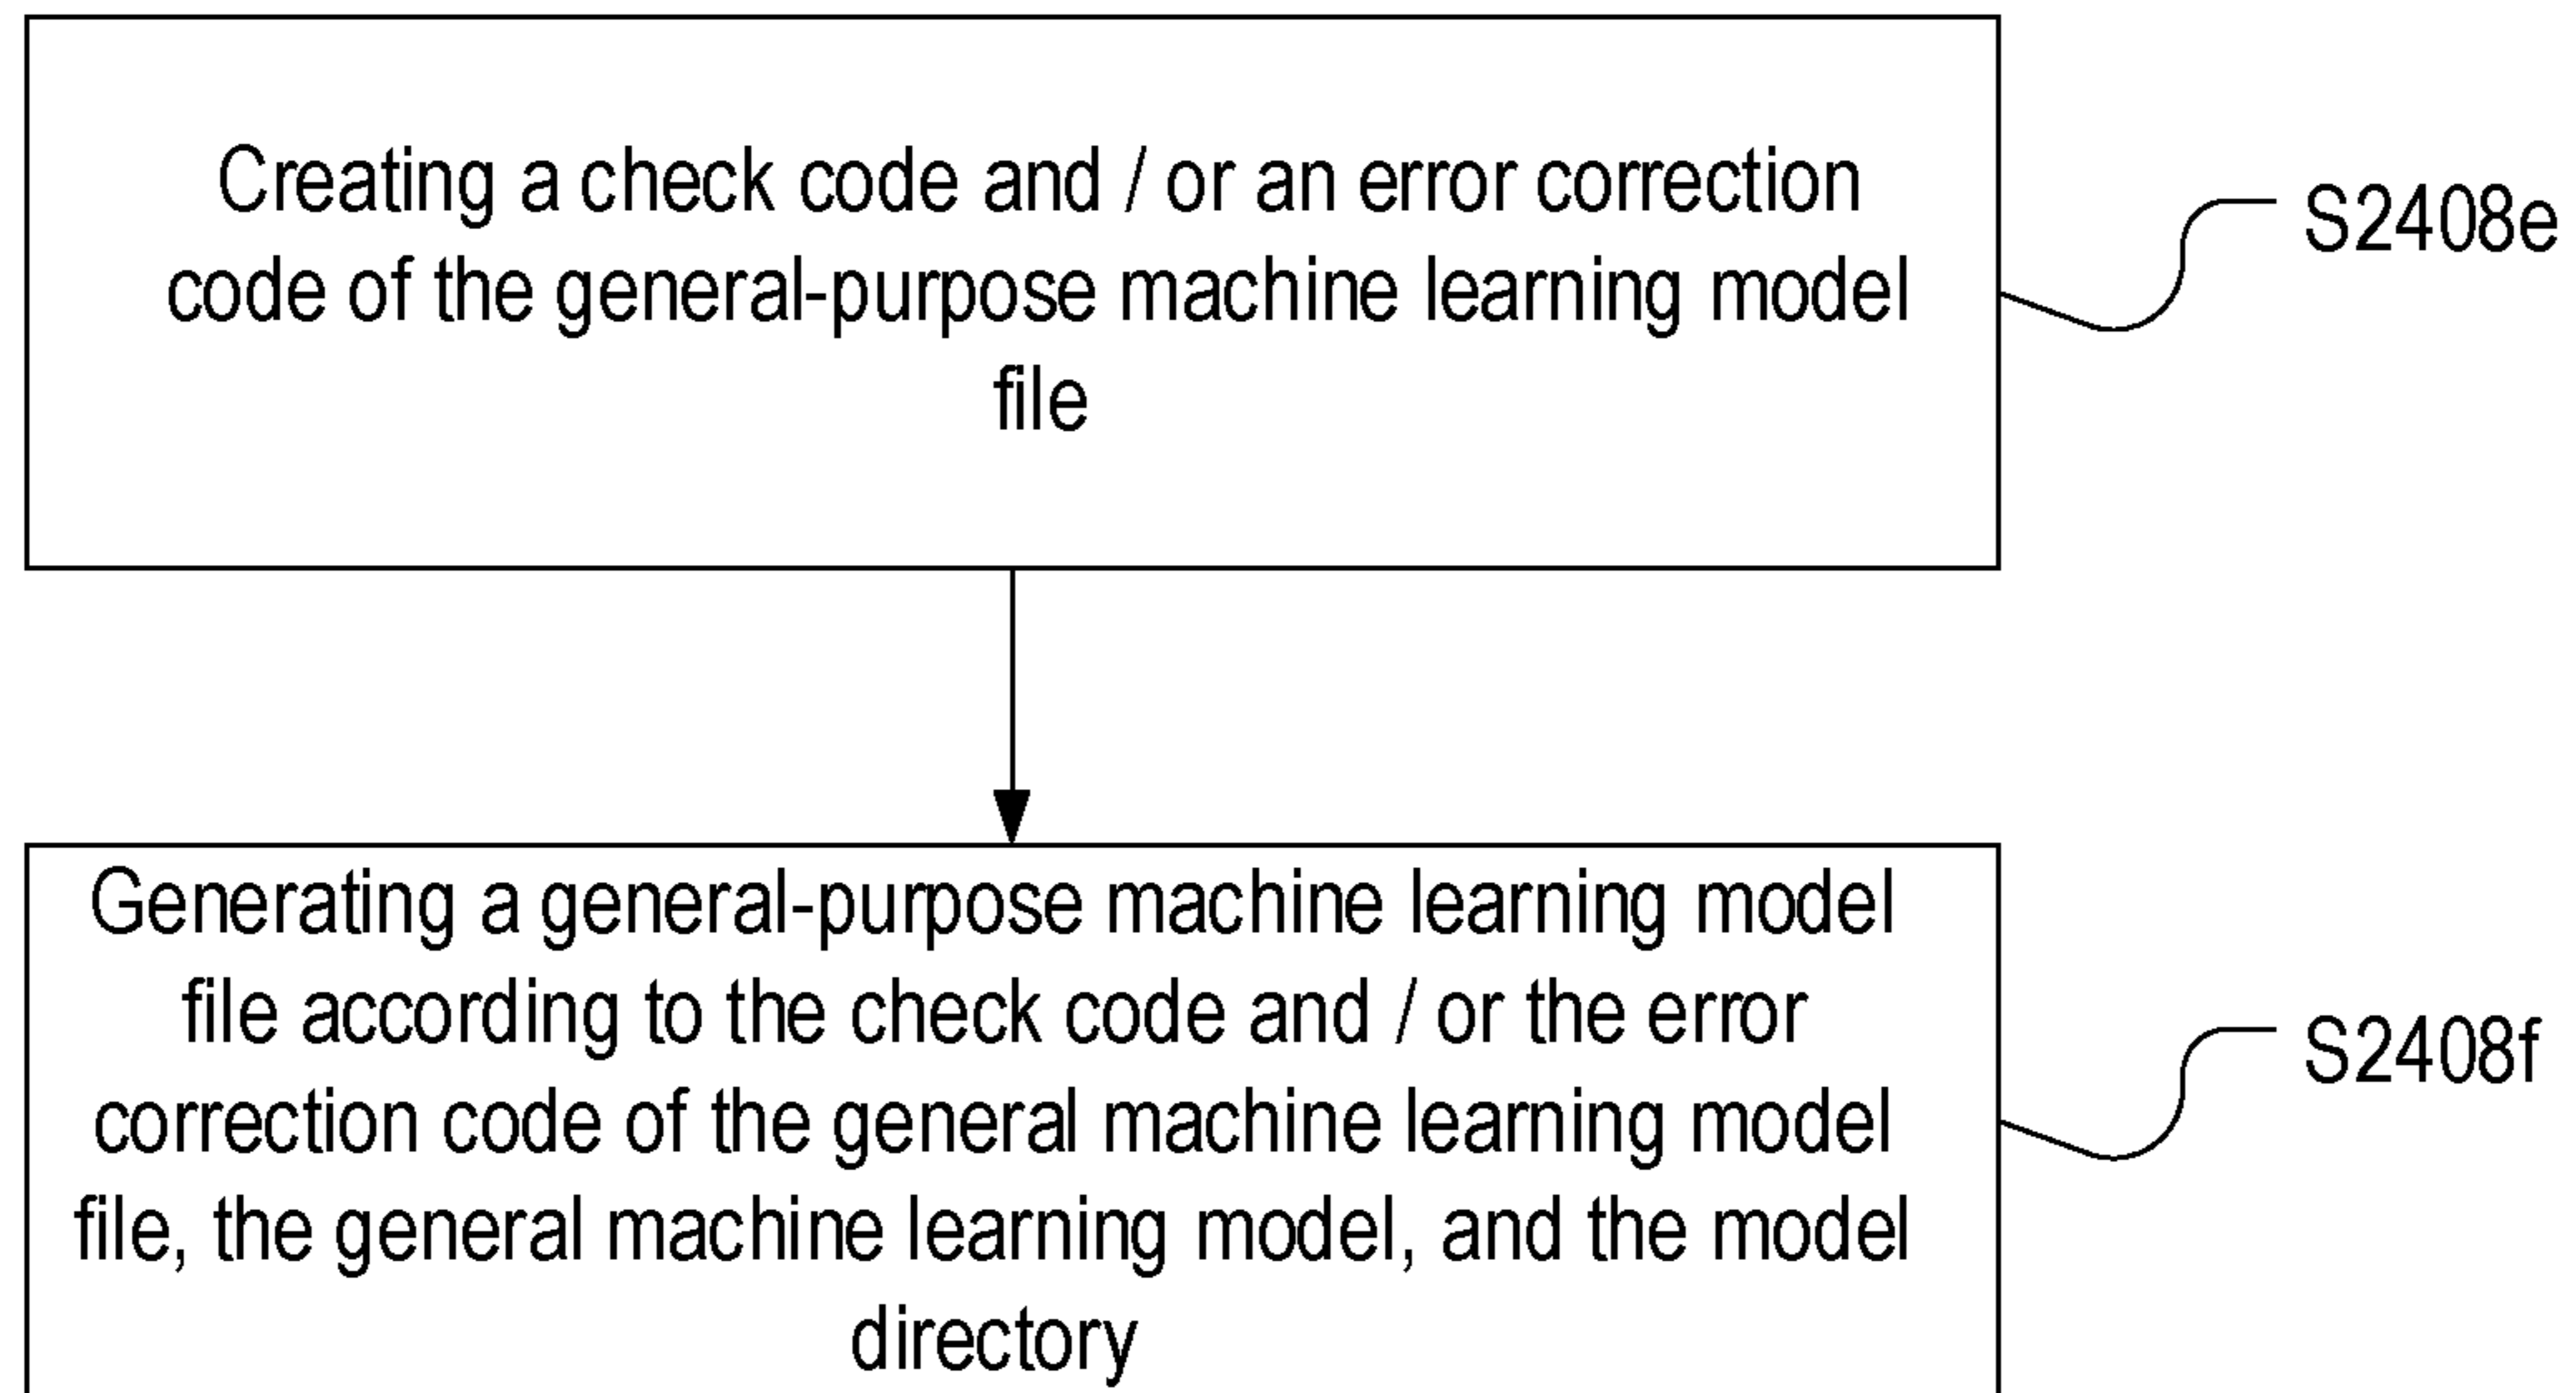 Creating a check code and / or an error correction
code of the general-purpose machine learning model
file
S2408e
Generating a general-purpose machine learning model
file according to the check code and / or the error
correction code of the general machine learning model
file, the general machine learning model, and the model
directory
S2408f